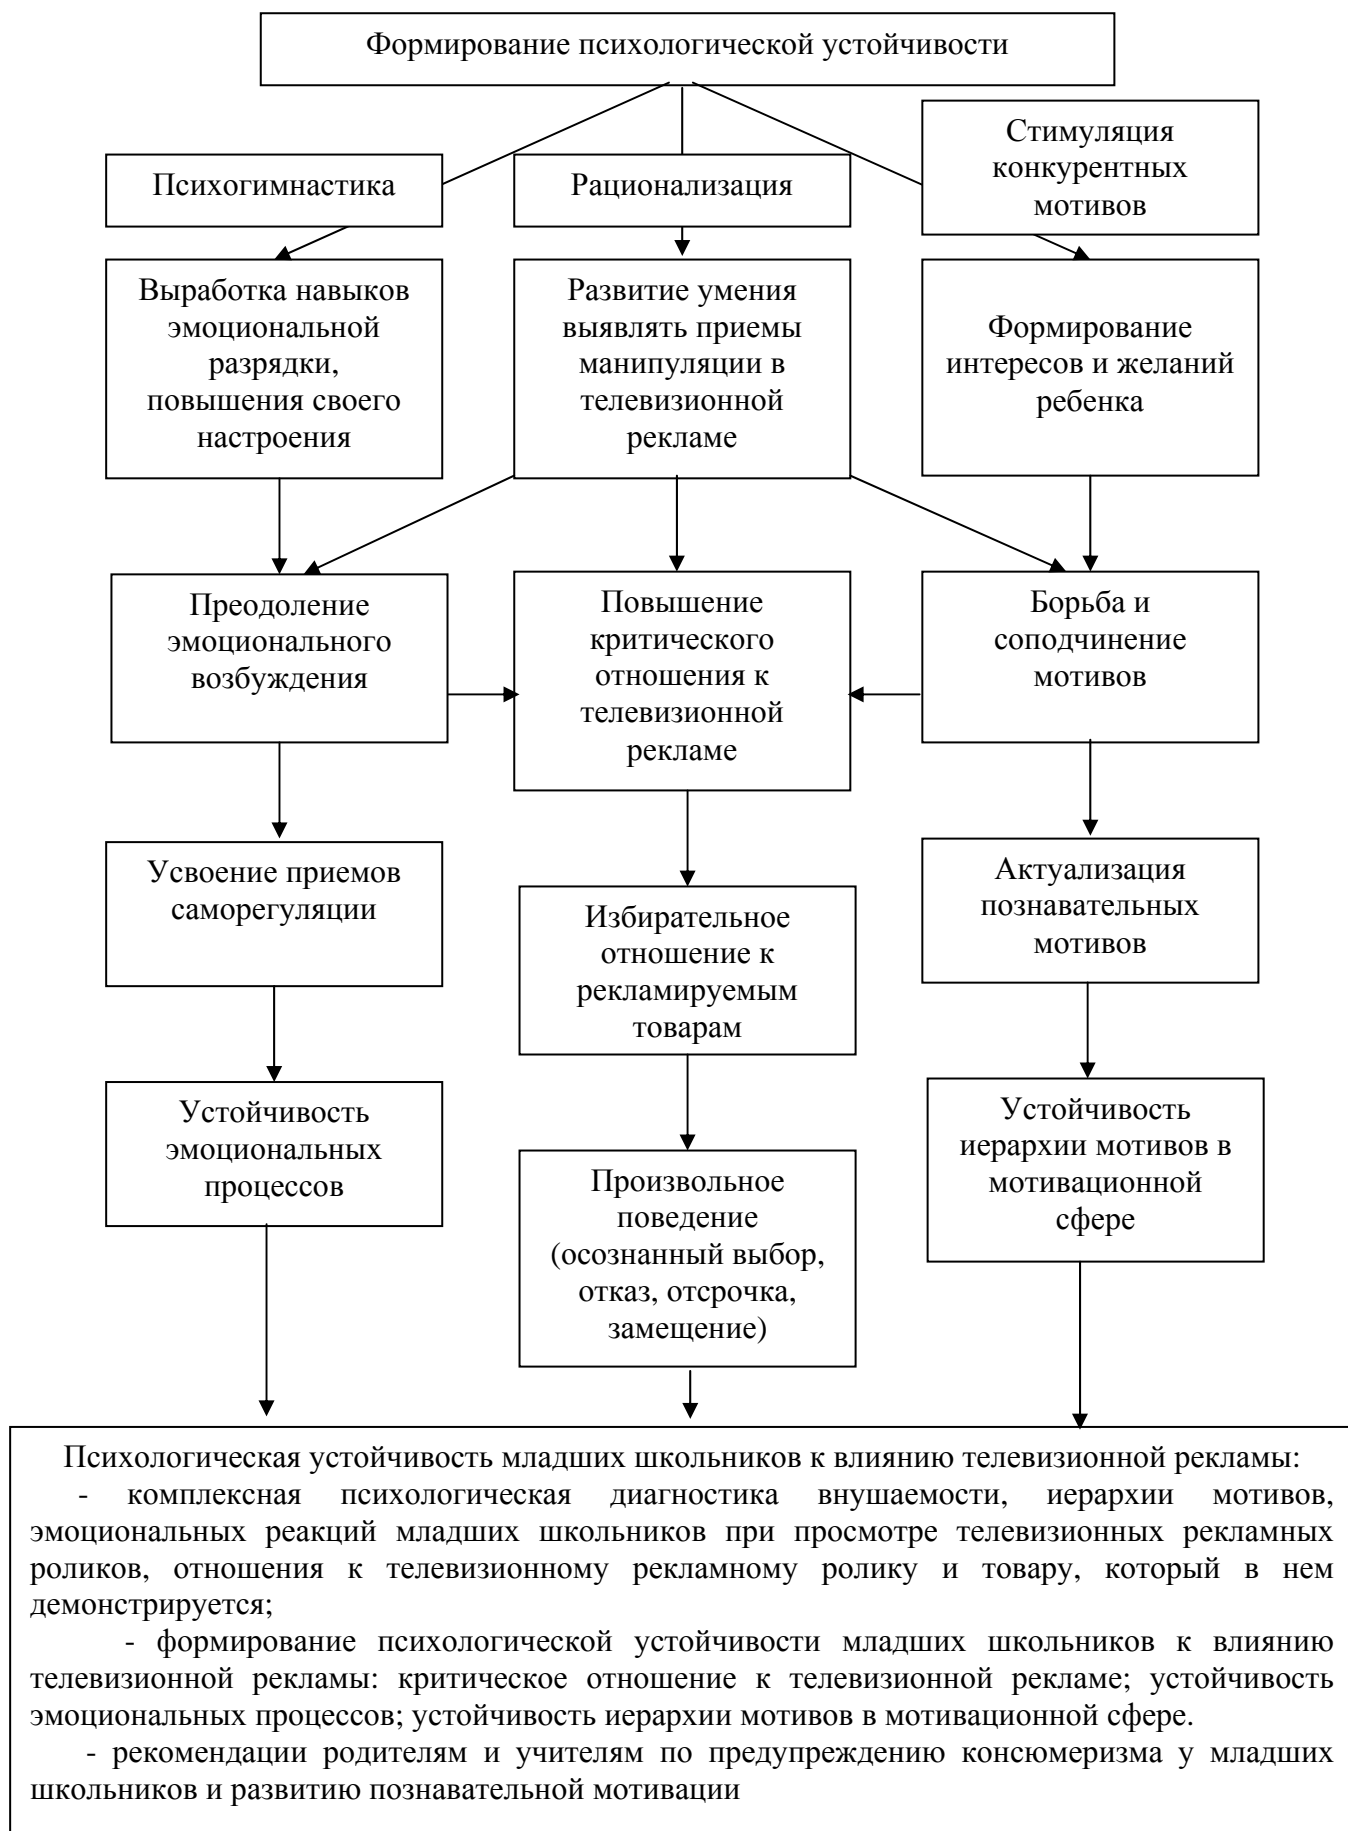 Формирование психологической устойчивости
Стимуляция
конкурентных
мотивов
Психогимнастика
Рационализация
Выработка навыков
эмоциональной
разрядки,
повышения своего
настроения
Развитие умения
выявлять приемы
манипуляции в
телевизионной
рекламе
Формирование
интересов и желаний
ребенка
Преодоление
эмоционального
возбуждения
Повышение
критического
отношения к
телевизионной
рекламе
Борьба и
соподчинение
мотивов
Усвоение приемов
саморегуляции
Избирательное
отношение к
рекламируемым
товарам
Актуализация
познавательных
мотивов
Устойчивость
эмоциональных
процессов
Произвольное
поведение
(осознанный выбор,
отказ, отсрочка,
замещение)
Устойчивость
иерархии мотивов в
мотивационной
сфере
Психологическая устойчивость младших школьников к влиянию телевизионной рекламы:
- комплексная психологическая диагностика внушаемости, иерархии мотивов,
эмоциональных реакций младших школьников при просмотре телевизионных рекламных
роликов, отношения к телевизионному рекламному ролику и товару, который в нем
демонстрируется;
- формирование психологической устойчивости младших школьников к влиянию
телевизионной рекламы: критическое отношение к телевизионной рекламе; устойчивость
эмоциональных процессов; устойчивость иерархии мотивов в мотивационной сфере.
- рекомендации родителям и учителям по предупреждению консюмеризма у младших
школьников и развитию познавательной мотивации